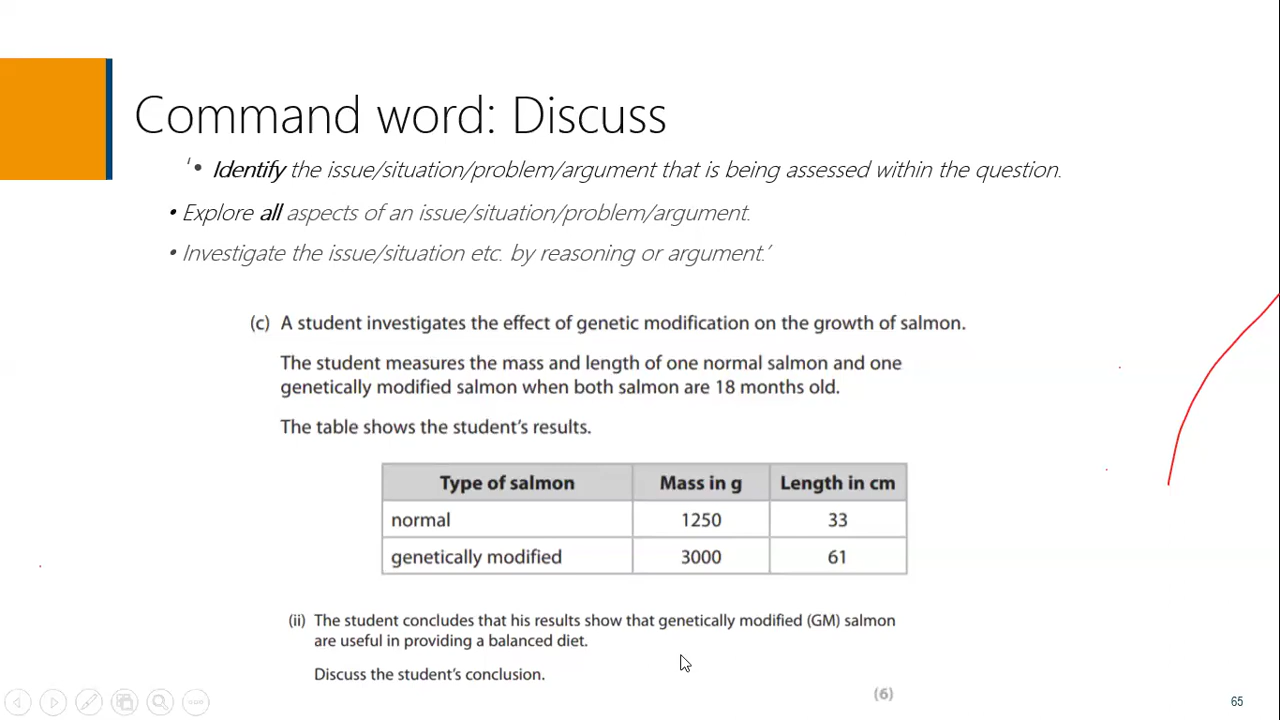 Command word: Discuss
‘• Identify the issue/situation/problem/argument that is being assessed within the question.
• Explore all aspects of an issue/situation/problem/argument.
• Investigate the issue/situation etc. by reasoning or argument.’
(c) A student investigates the effect of genetic modification on the growth of salmon.
The student measures the mass and length of one normal salmon and one
genetically modified salmon when both salmon are 18 months old.
The table shows the student’s results.
Type of salmon Mass in g Length in cm
normal 1250 33
genetically modified 3000 61
(ii) The student concludes that his results show that genetically modified (GM) salmon
are useful in providing a balanced diet.
Discuss the student’s conclusion.
(6)
65